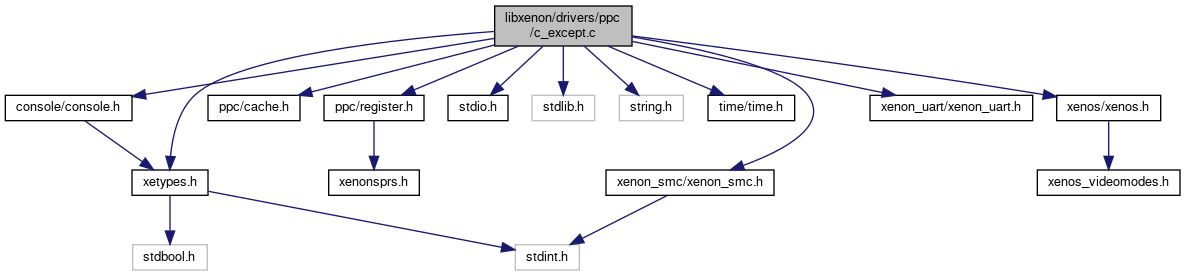 libxenon/drivers/ppc
/c_except.c
console/console.h
ppc/cache.h
ppc/register.h
stdio.h
stdlib.h
string.h
time/time.h
xenon_uart/xenon_uart.h
xenos/xenos.h
xetypes.h
xenonsprs.h
xenon_smc/xenon_smc.h
xenos_videomodes.h
stdbool.h
stdint.h